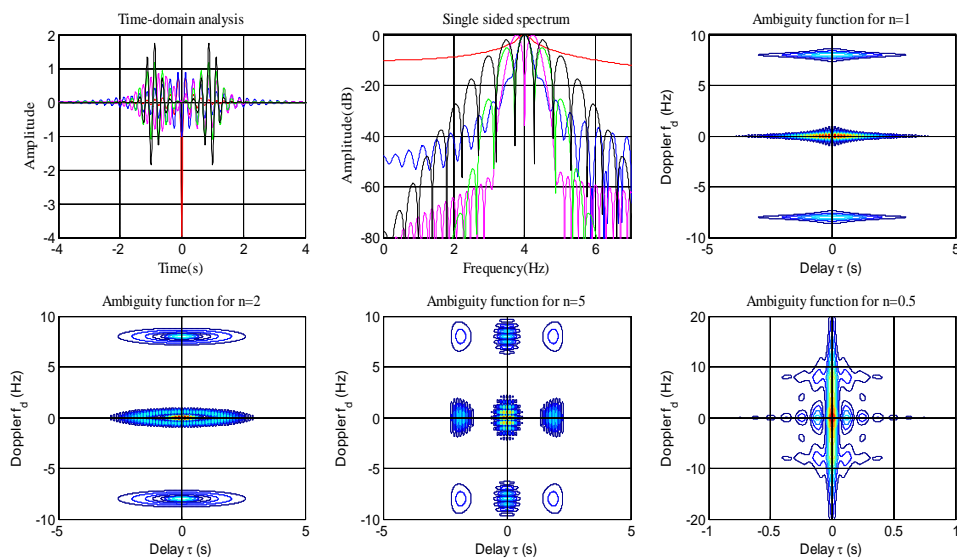 Time-domain analysis
Amplitude
2
1
0
-1
-2
-3
-4
-4 -2 0 2 4
Time(s)
Single sided spectrum
Amplitude(dB)
0
-20
-40
-60
-80
0 2 4 6
Frequency(Hz)
Ambiguity function for n=1
Doppler f_d (Hz)
10
5
0
-5
-10
-5 0 5
Delay τ (s)
Ambiguity function for n=2
Doppler f_d (Hz)
10
5
0
-5
-10
-5 0 5
Delay τ (s)
Ambiguity function for n=5
Doppler f_d (Hz)
10
5
0
-5
-10
-5 0 5
Delay τ (s)
Ambiguity function for n=0.5
Doppler f_d (Hz)
20
10
0
-10
-20
-1 -0.5 0 0.5 1
Delay τ (s)